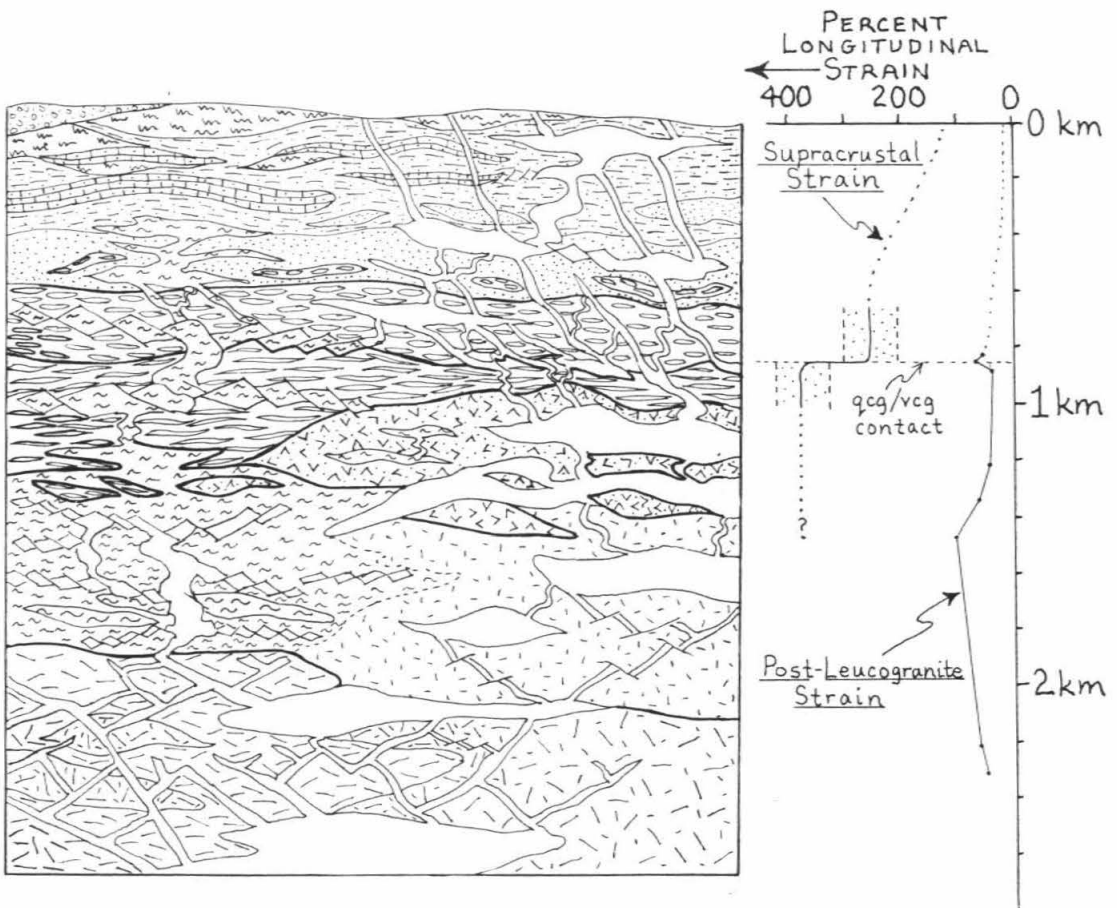 PERCENT
LONGITUDINAL
STRAIN
400 200 0
0 km
Supracrustal
Strain
qcg/vcg
contact
1km
?
Post-Leucogranite
Strain
2km